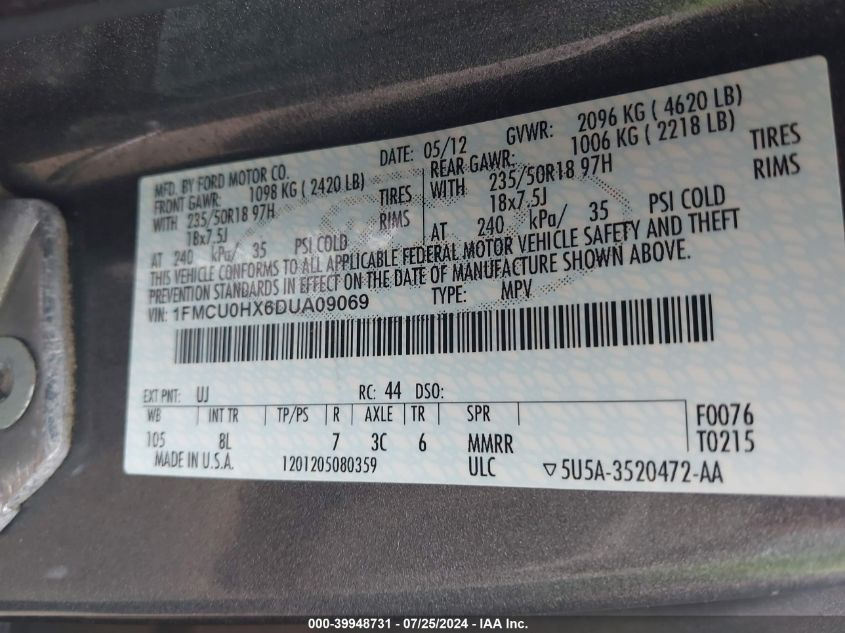 MFD. BY FORD MOTOR CO. DATE: 05/12 GVWR: 2096 KG ( 4620 LB)
FRONT GAWR: 1098 KG ( 2420 LB) REAR GAWR: 1006 KG ( 2218 LB)
WITH 235/50R18 97H TIRES WITH 235/50R18 97H TIRES
18x7.5J RIMS 18x7.5J RIMS
AT 240 kPa/ 35 PSI COLD AT 240 kPa/ 35 PSI COLD
THIS VEHICLE CONFORMS TO ALL APPLICABLE FEDERAL MOTOR VEHICLE SAFETY AND THEFT
PREVENTION STANDARDS IN EFFECT ON THE DATE OF MANUFACTURE SHOWN ABOVE.
VIN: 1FMCU0HX6DUA09069 TYPE: MPV
EXT PNT: UJ RC: 44 DSO:
WB INT TR TP/PS R AXLE TR SPR F0076
105 8L 7 3C 6 MMRR T0215
MADE IN U.S.A. 1201205080359 ULC ▽5U5A-3520472-AA
000-39948731 - 07/25/2024 - IAA Inc.